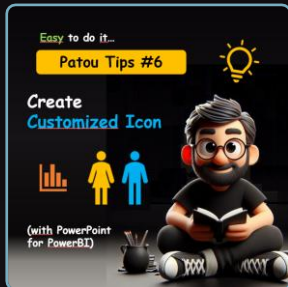 Easy to do it...
Patou Tips #6
Create
Customized Icon
(with PowerPoint
for PowerBI)